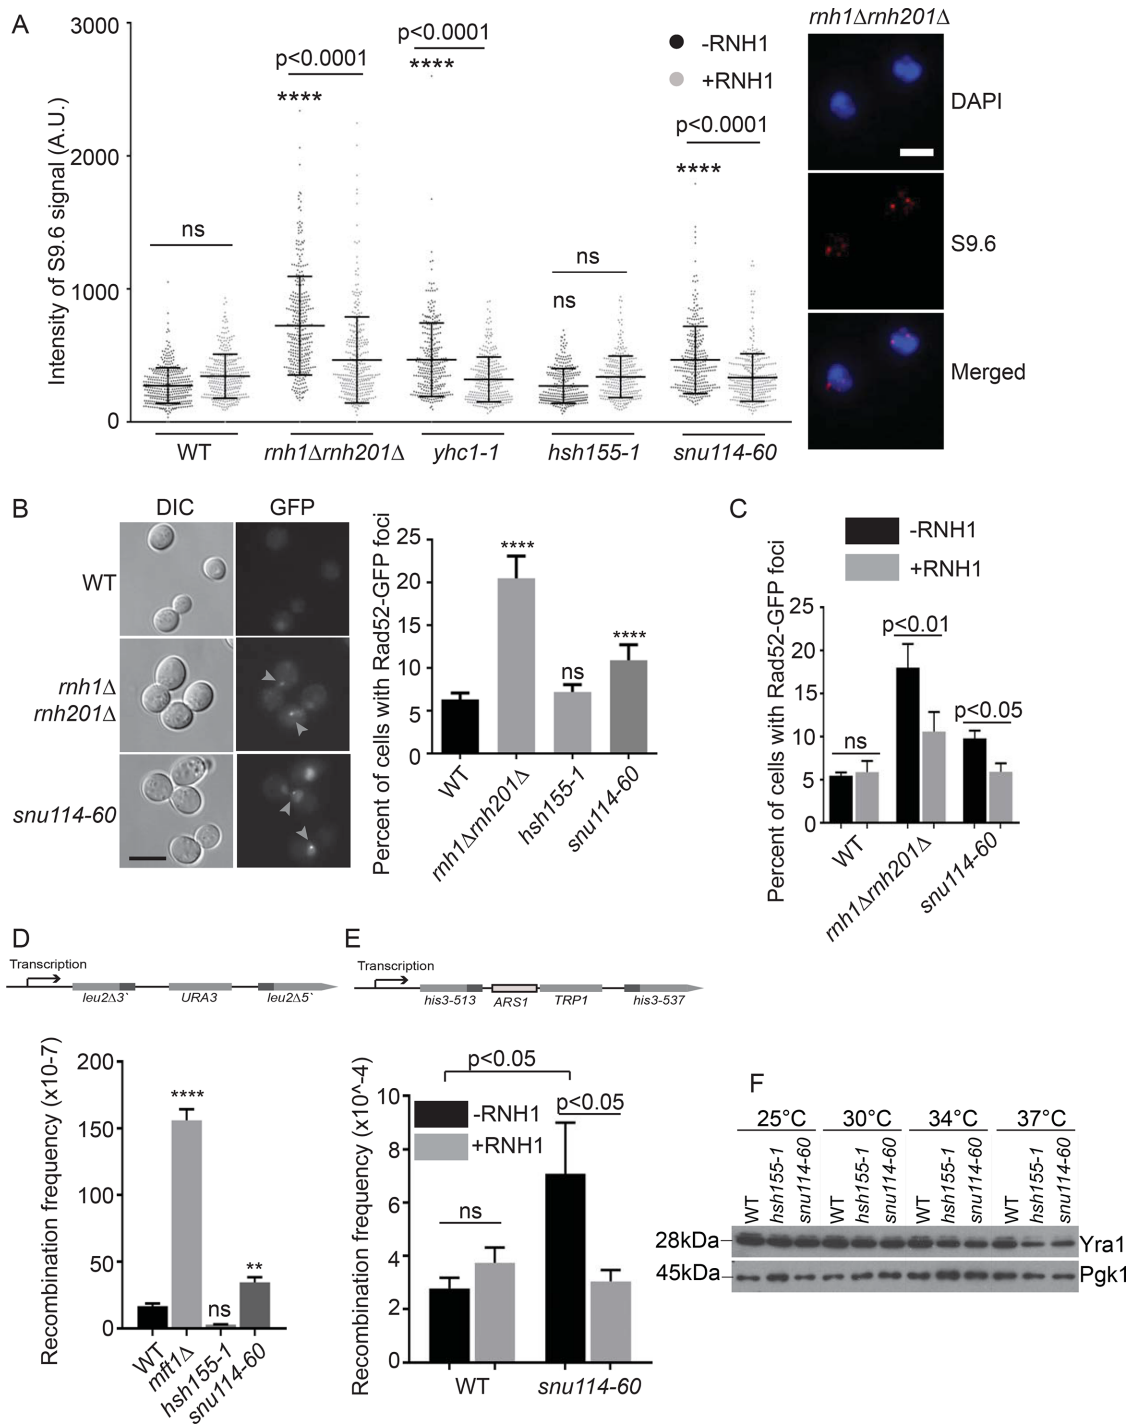 A
3000
2000
1000
0
Intensity of S9.6 signal (A.U.)
ns
p<0.0001
****
p<0.0001
****
ns
ns
p<0.0001
****
-RNH1
+RNH1
WT
rnh1Δrnh201Δ
yhc1-1
hsh155-1
snu114-60
rnh1Δrnh201Δ
DAPI
S9.6
Merged
B
DIC
GFP
WT
rnh1Δ
rnh201Δ
snu114-60
Percent of cells with Rad52-GFP foci
25
20
15
10
5
0
****
ns
****
WT
rnh1Δrnh201Δ
hsh155-1
snu114-60
C
-RNH1
+RNH1
Percent of cells with Rad52-GFP foci
25
20
15
10
5
0
ns
p<0.01
p<0.05
WT
rnh1Δrnh201Δ
snu114-60
D
Transcription
leu2Δ3`
URA3
leu2Δ5`
Recombination frequency (x10-7)
200
150
100
50
0
****
ns
**
WT
mft1Δ
hsh155-1
snu114-60
E
Transcription
his3-513
ARS1
TRP1
his3-537
Recombination frequency (x10^-4)
10
8
6
4
2
0
p<0.05
-RNH1
+RNH1
p<0.05
ns
WT
snu114-60
F
25°C 30°C 34°C 37°C
WT hsh155-1 snu114-60 WT hsh155-1 snu114-60 WT hsh155-1 snu114-60 WT hsh155-1 snu114-60
28kDa
Yra1
45kDa
Pgk1